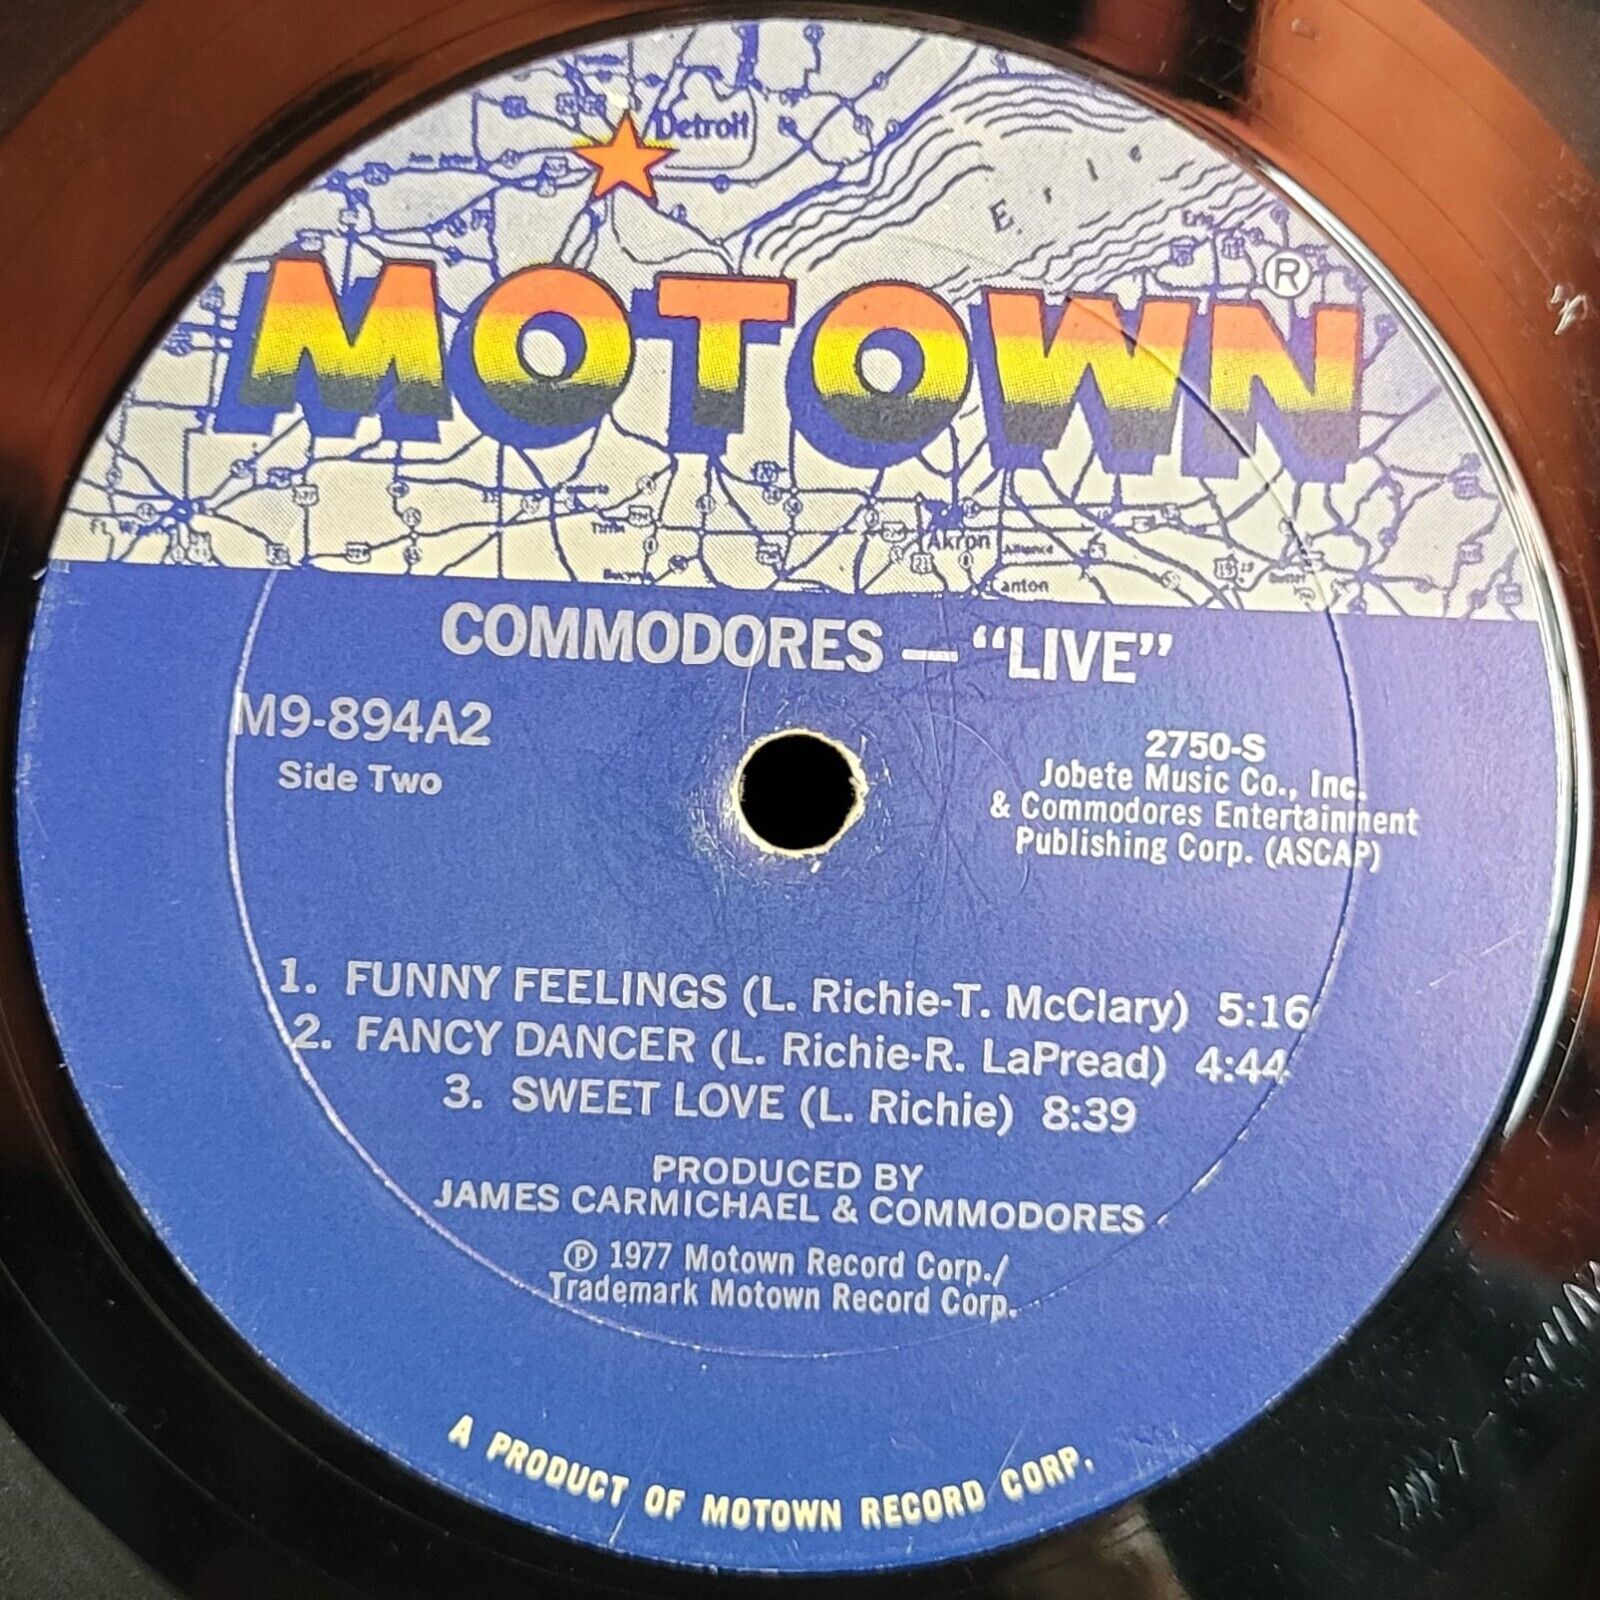 Detroit
Erie
Erie
MOTOWN®
Akron
Alliance
Canton
COMMODORES — “LIVE”
M9-894A2
Side Two
2750-S
Jobete Music Co., Inc.
& Commodores Entertainment
Publishing Corp. (ASCAP)
1. FUNNY FEELINGS (L. Richie-T. McClary) 5:16
2. FANCY DANCER (L. Richie-R. LaPread) 4:44
3. SWEET LOVE (L. Richie) 8:39
PRODUCED BY
JAMES CARMICHAEL & COMMODORES
℗ 1977 Motown Record Corp./
Trademark Motown Record Corp.
A PRODUCT OF MOTOWN RECORD CORP.